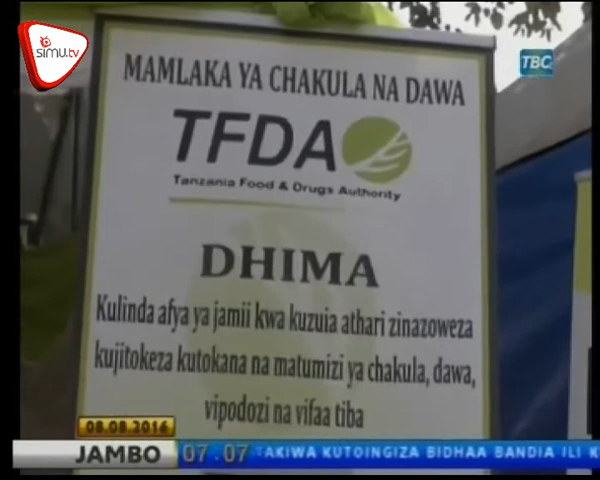 simu.tv
TBC
MAMLAKA YA CHAKULA NA DAWA
TFDA
Tanzania Food & Drugs Authority
DHIMA
Kulinda afya ya jamii kwa kuzuia athari zinazoweza
kujitokeza kutokana na matumizi ya chakula, dawa,
vipodozi na vifaa tiba
08.08.2016
JAMBO 07.07 TAKIWA KUTOINGIZA BIDHAA BANDIA ILI K